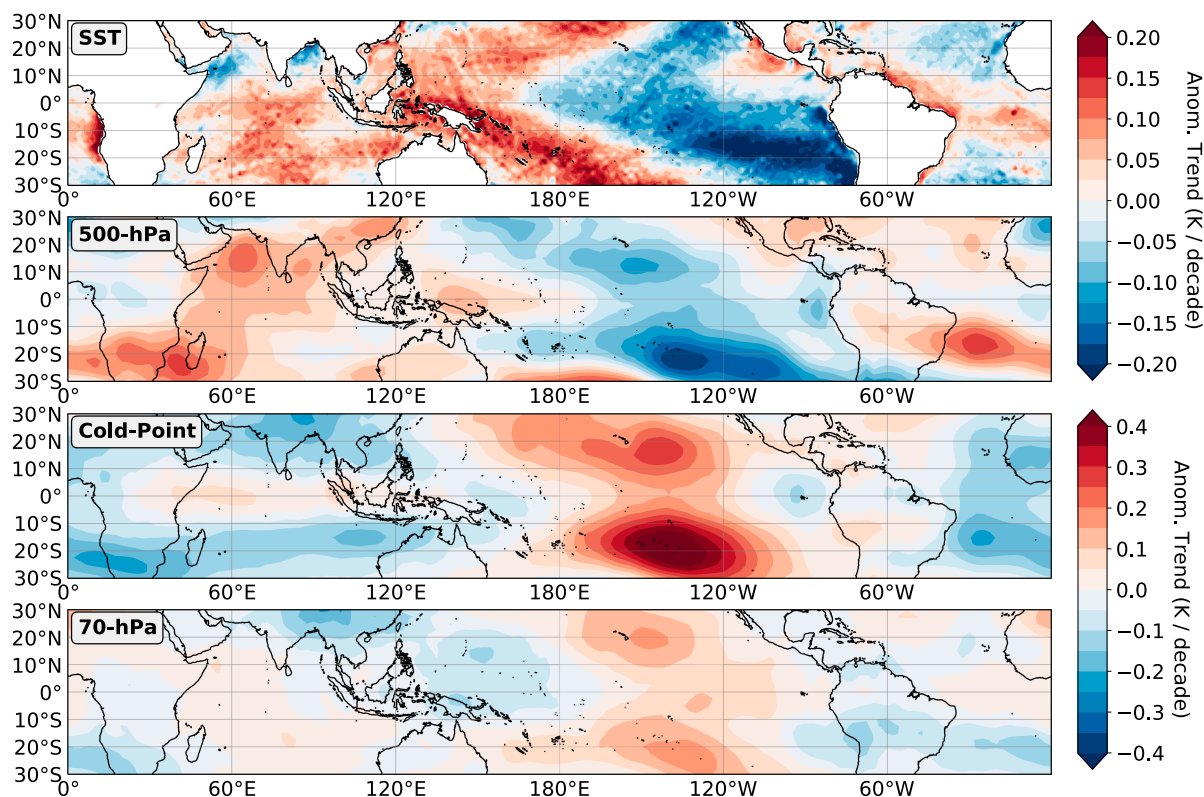 SST
30°N
20°N
10°N
0°
10°S
20°S
30°S
0° 60°E 120°E 180°E 120°W 60°W
500-hPa
30°N
20°N
10°N
0°
10°S
20°S
30°S
0° 60°E 120°E 180°E 120°W 60°W
0.20
0.15
0.10
0.05
0.00
−0.05
−0.10
−0.15
−0.20
Anom. Trend (K / decade)
Cold-Point
30°N
20°N
10°N
0°
10°S
20°S
30°S
0° 60°E 120°E 180°E 120°W 60°W
70-hPa
30°N
20°N
10°N
0°
10°S
20°S
30°S
0° 60°E 120°E 180°E 120°W 60°W
0.4
0.3
0.2
0.1
0.0
−0.1
−0.2
−0.3
−0.4
Anom. Trend (K / decade)